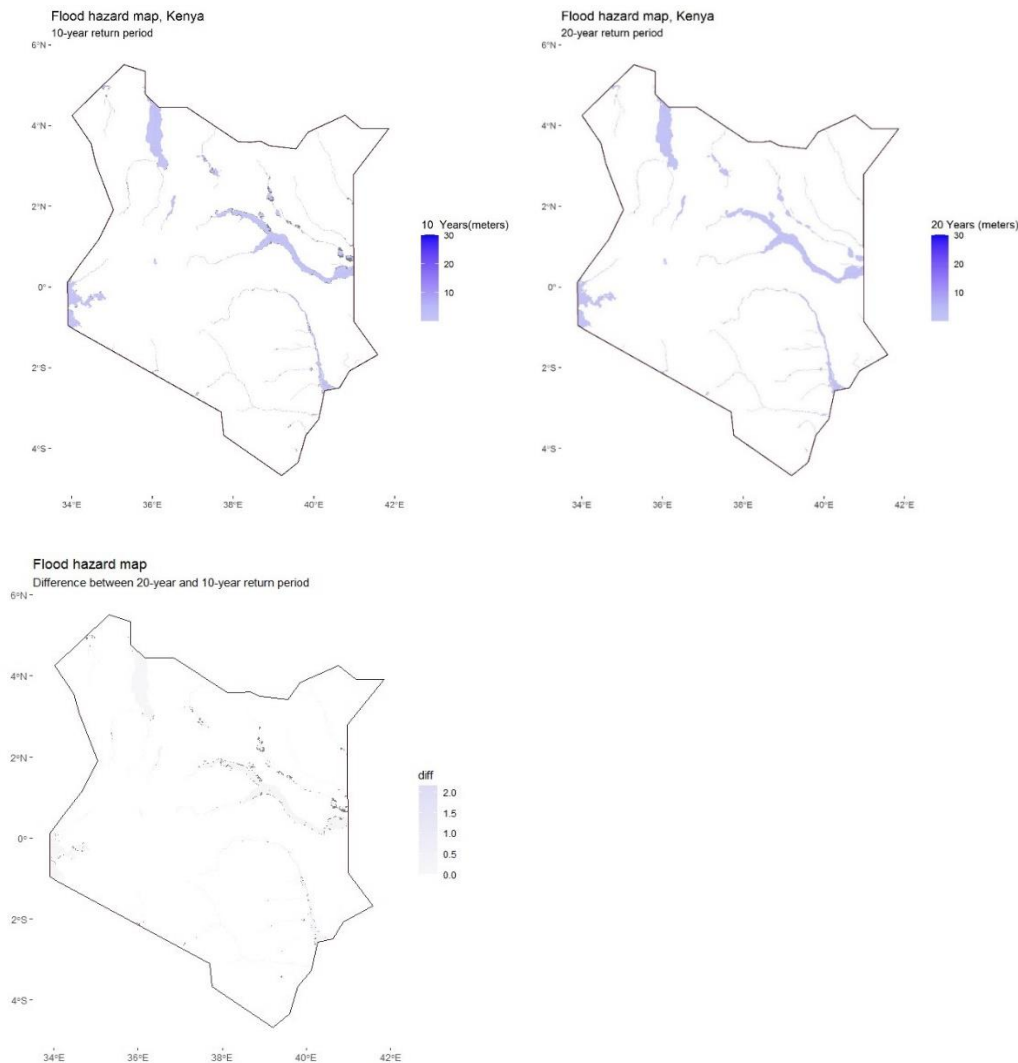 Flood hazard map, Kenya
10-year return period
6°N
4°N
2°N
0°
2°S
4°S
34°E 36°E 38°E 40°E 42°E
10 Years(meters)
30
20
10
Flood hazard map, Kenya
20-year return period
6°N
4°N
2°N
0°
2°S
4°S
34°E 36°E 38°E 40°E 42°E
20 Years (meters)
30
20
10
Flood hazard map
Difference between 20-year and 10-year return period
6°N
4°N
2°N
0°
2°S
4°S
34°E 36°E 38°E 40°E 42°E
diff
2.0
1.5
1.0
0.5
0.0